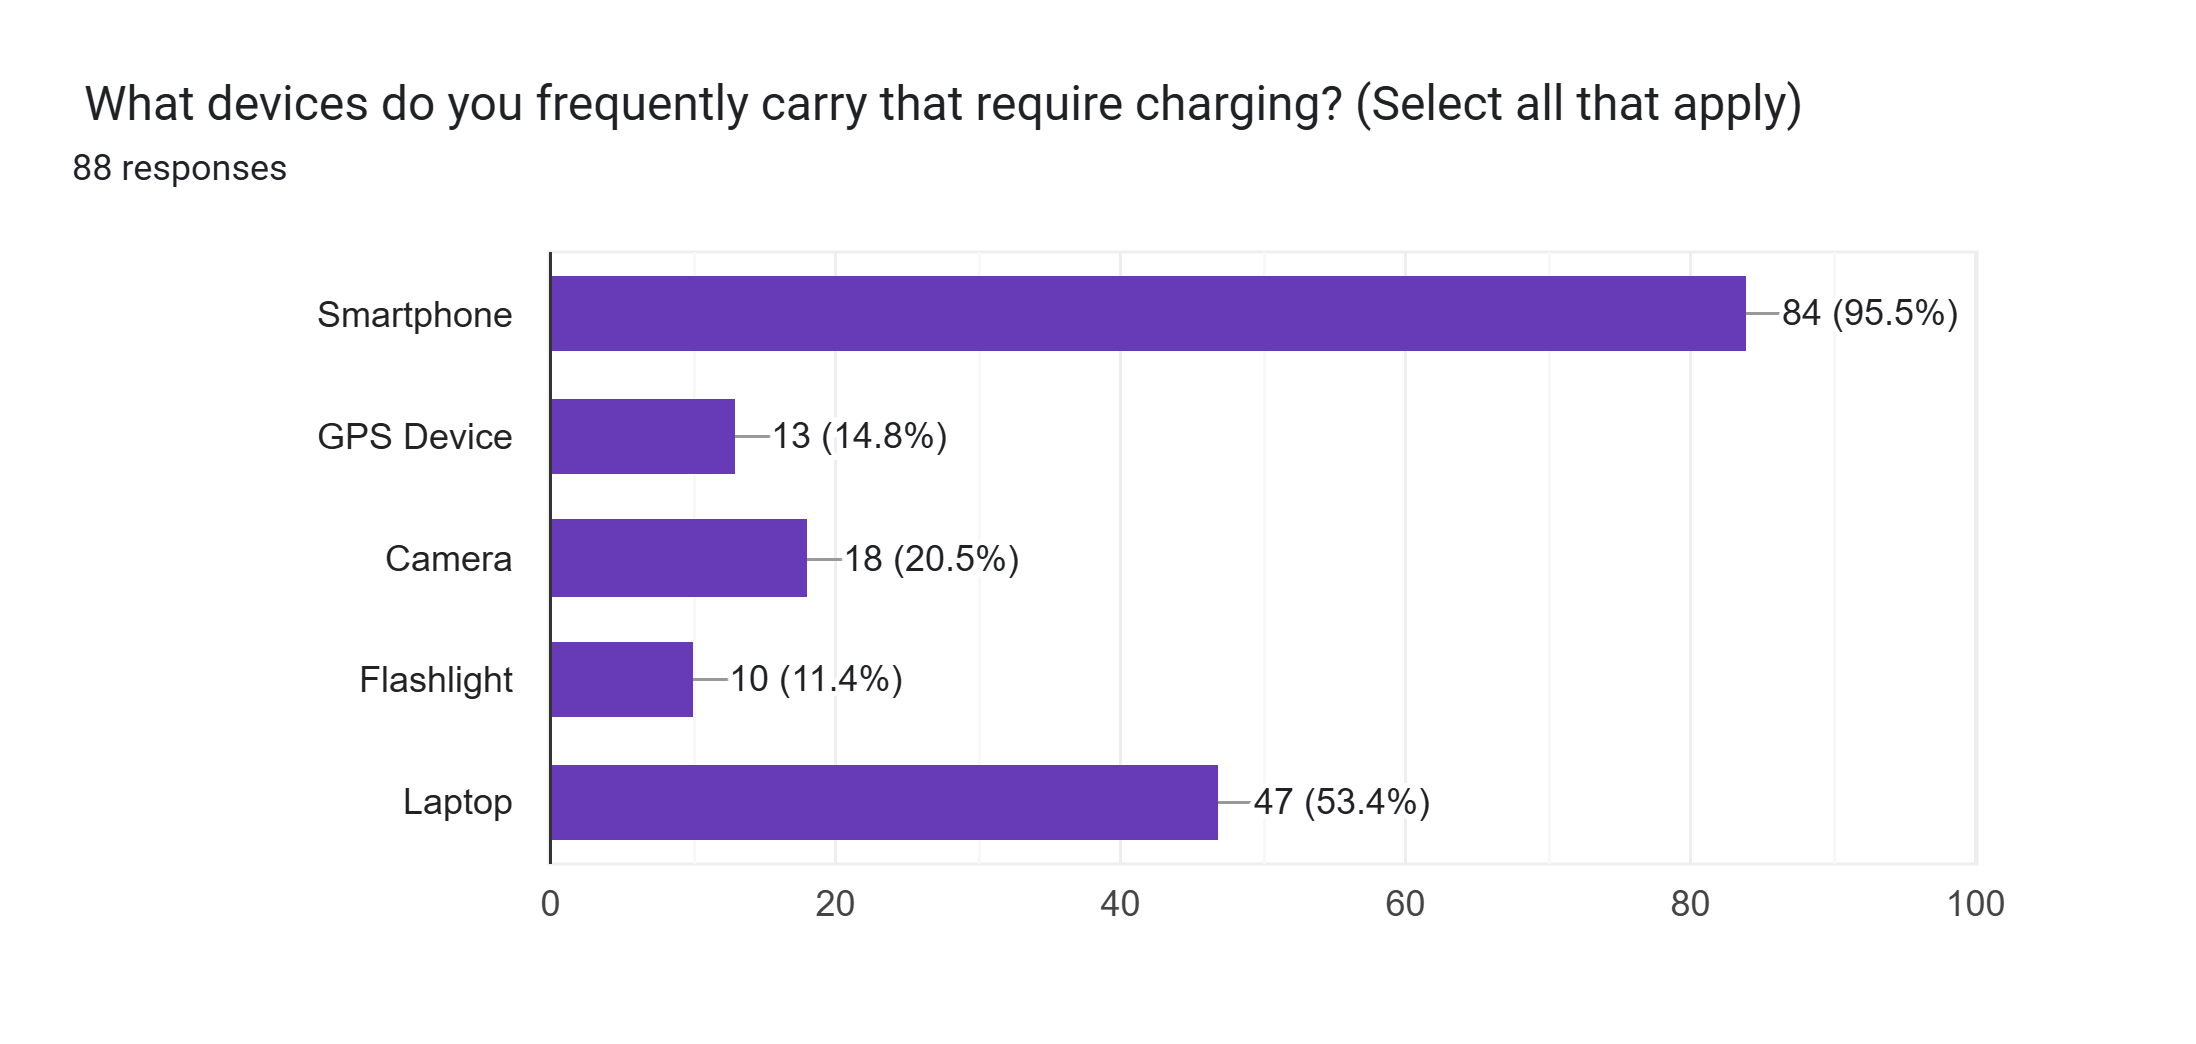 What devices do you frequently carry that require charging? (Select all that apply)
88 responses
Smartphone 84 (95.5%)
GPS Device 13 (14.8%)
Camera 18 (20.5%)
Flashlight 10 (11.4%)
Laptop 47 (53.4%)
0 20 40 60 80 100